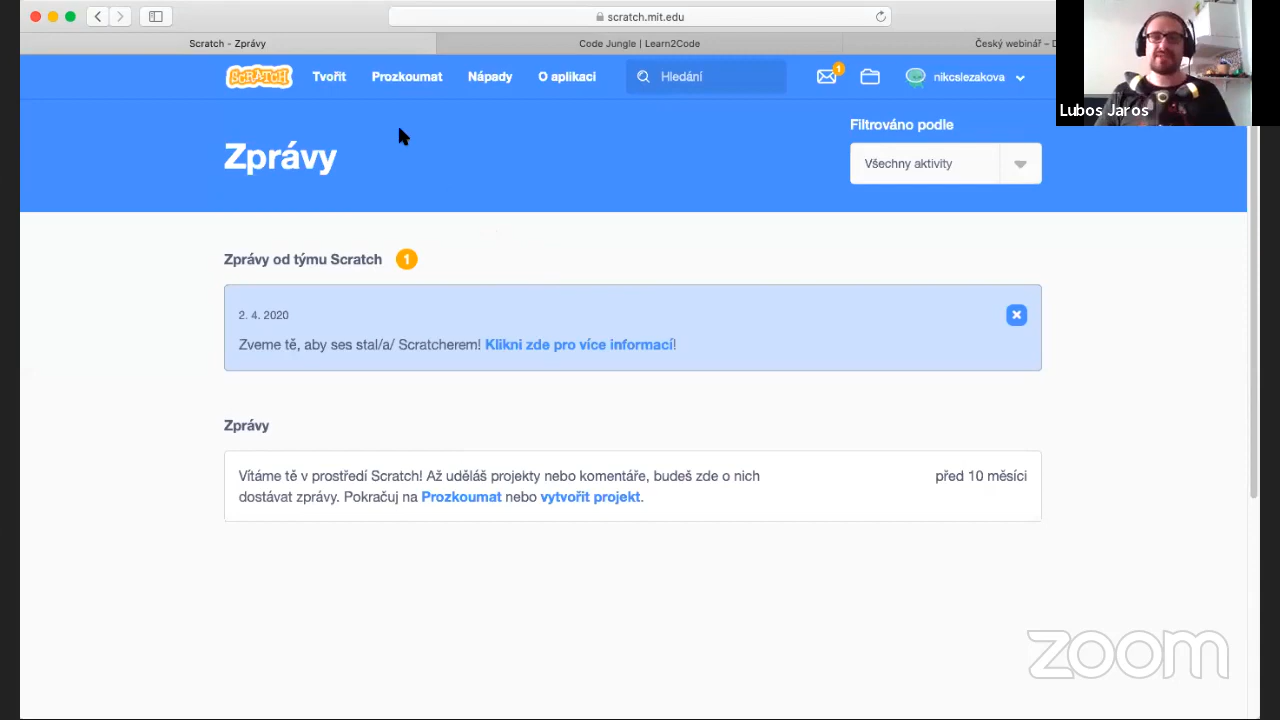 scratch.mit.edu
Scratch - Zprávy
Code Jungle | Learn2Code
Český webinář – D
SCRATCH
Tvořit
Prozkoumat
Nápady
O aplikaci
Hledání
1
nikcslezakova
Lubos Jaros
Zprávy
Filtrováno podle
Všechny aktivity
Zprávy od týmu Scratch 1
2. 4. 2020
Zveme tě, aby ses stal/a/ Scratcherem! Klikni zde pro více informací!
Zprávy
Vítáme tě v prostředí Scratch! Až uděláš projekty nebo komentáře, budeš zde o nich
dostávat zprávy. Pokračuj na Prozkoumat nebo vytvořit projekt.
před 10 měsíci
zoom